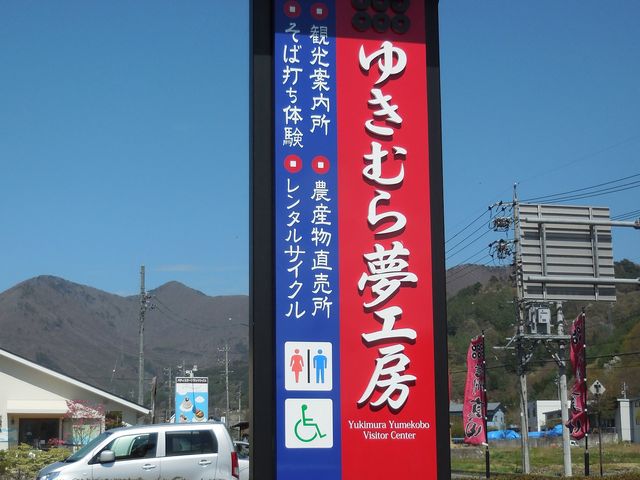 ゆきむら夢工房
Yukimura Yumekobo
Visitor Center
観光案内所
農産物直売所
そば打ち体験
レンタルサイクル